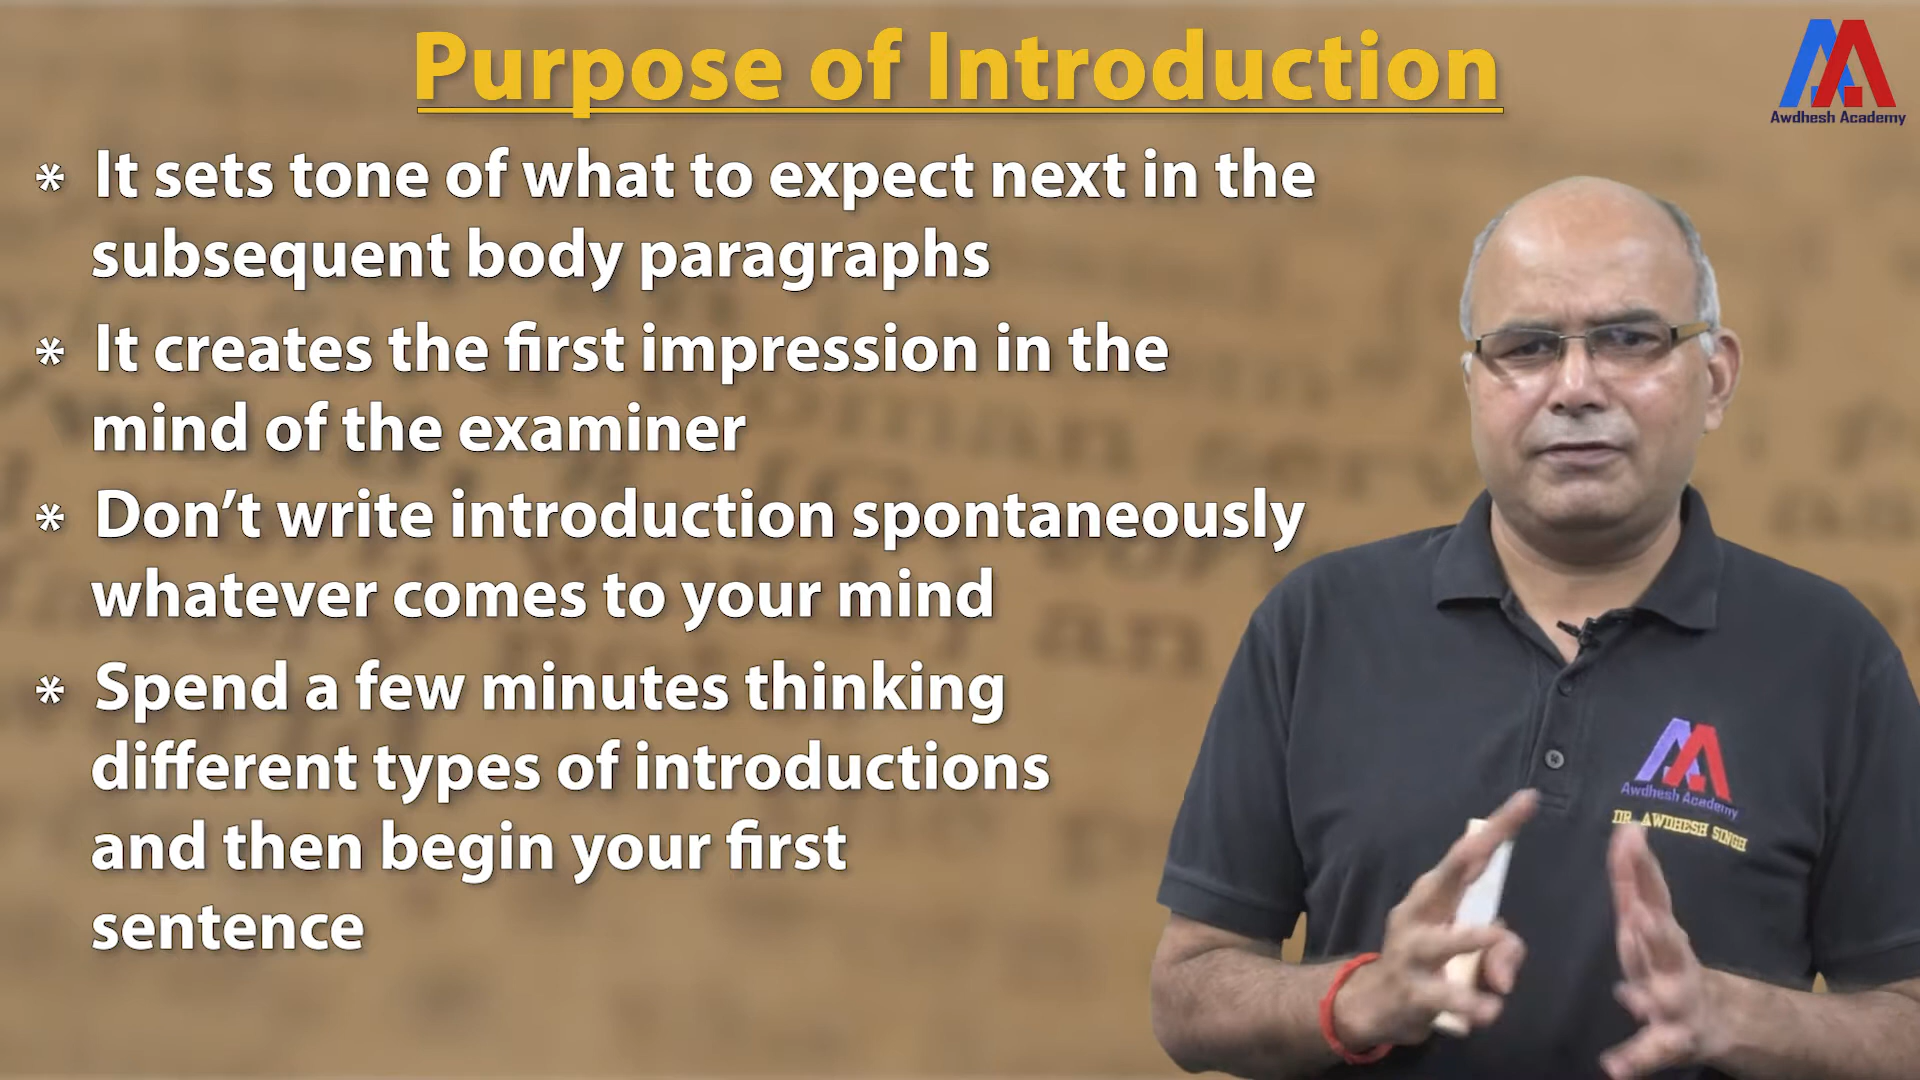 Purpose of Introduction
Awdhesh Academy
* It sets tone of what to expect next in the
subsequent body paragraphs
* It creates the first impression in the
mind of the examiner
* Don't write introduction spontaneously
whatever comes to your mind
* Spend a few minutes thinking
different types of introductions
and then begin your first
sentence
Awdhesh Academy
DR. AWDHESH SINGH